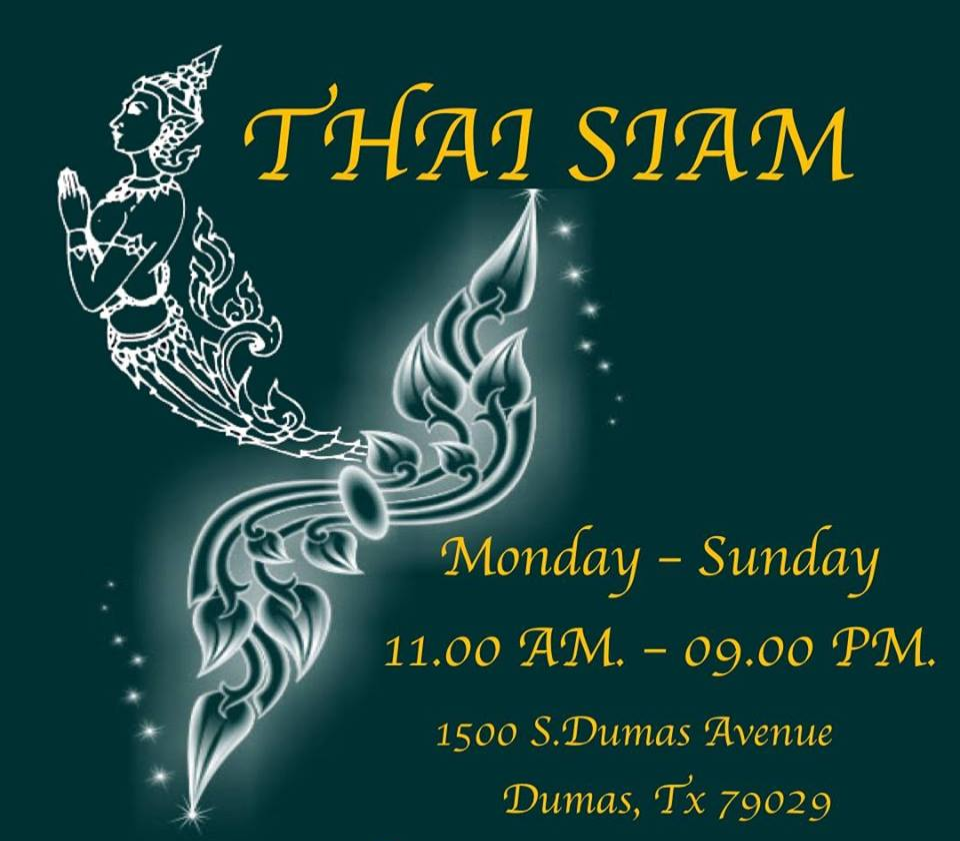 THAI SIAM
Monday – Sunday
11.00 AM. – 09.00 PM.
1500 S.Dumas Avenue
Dumas, Tx 79029